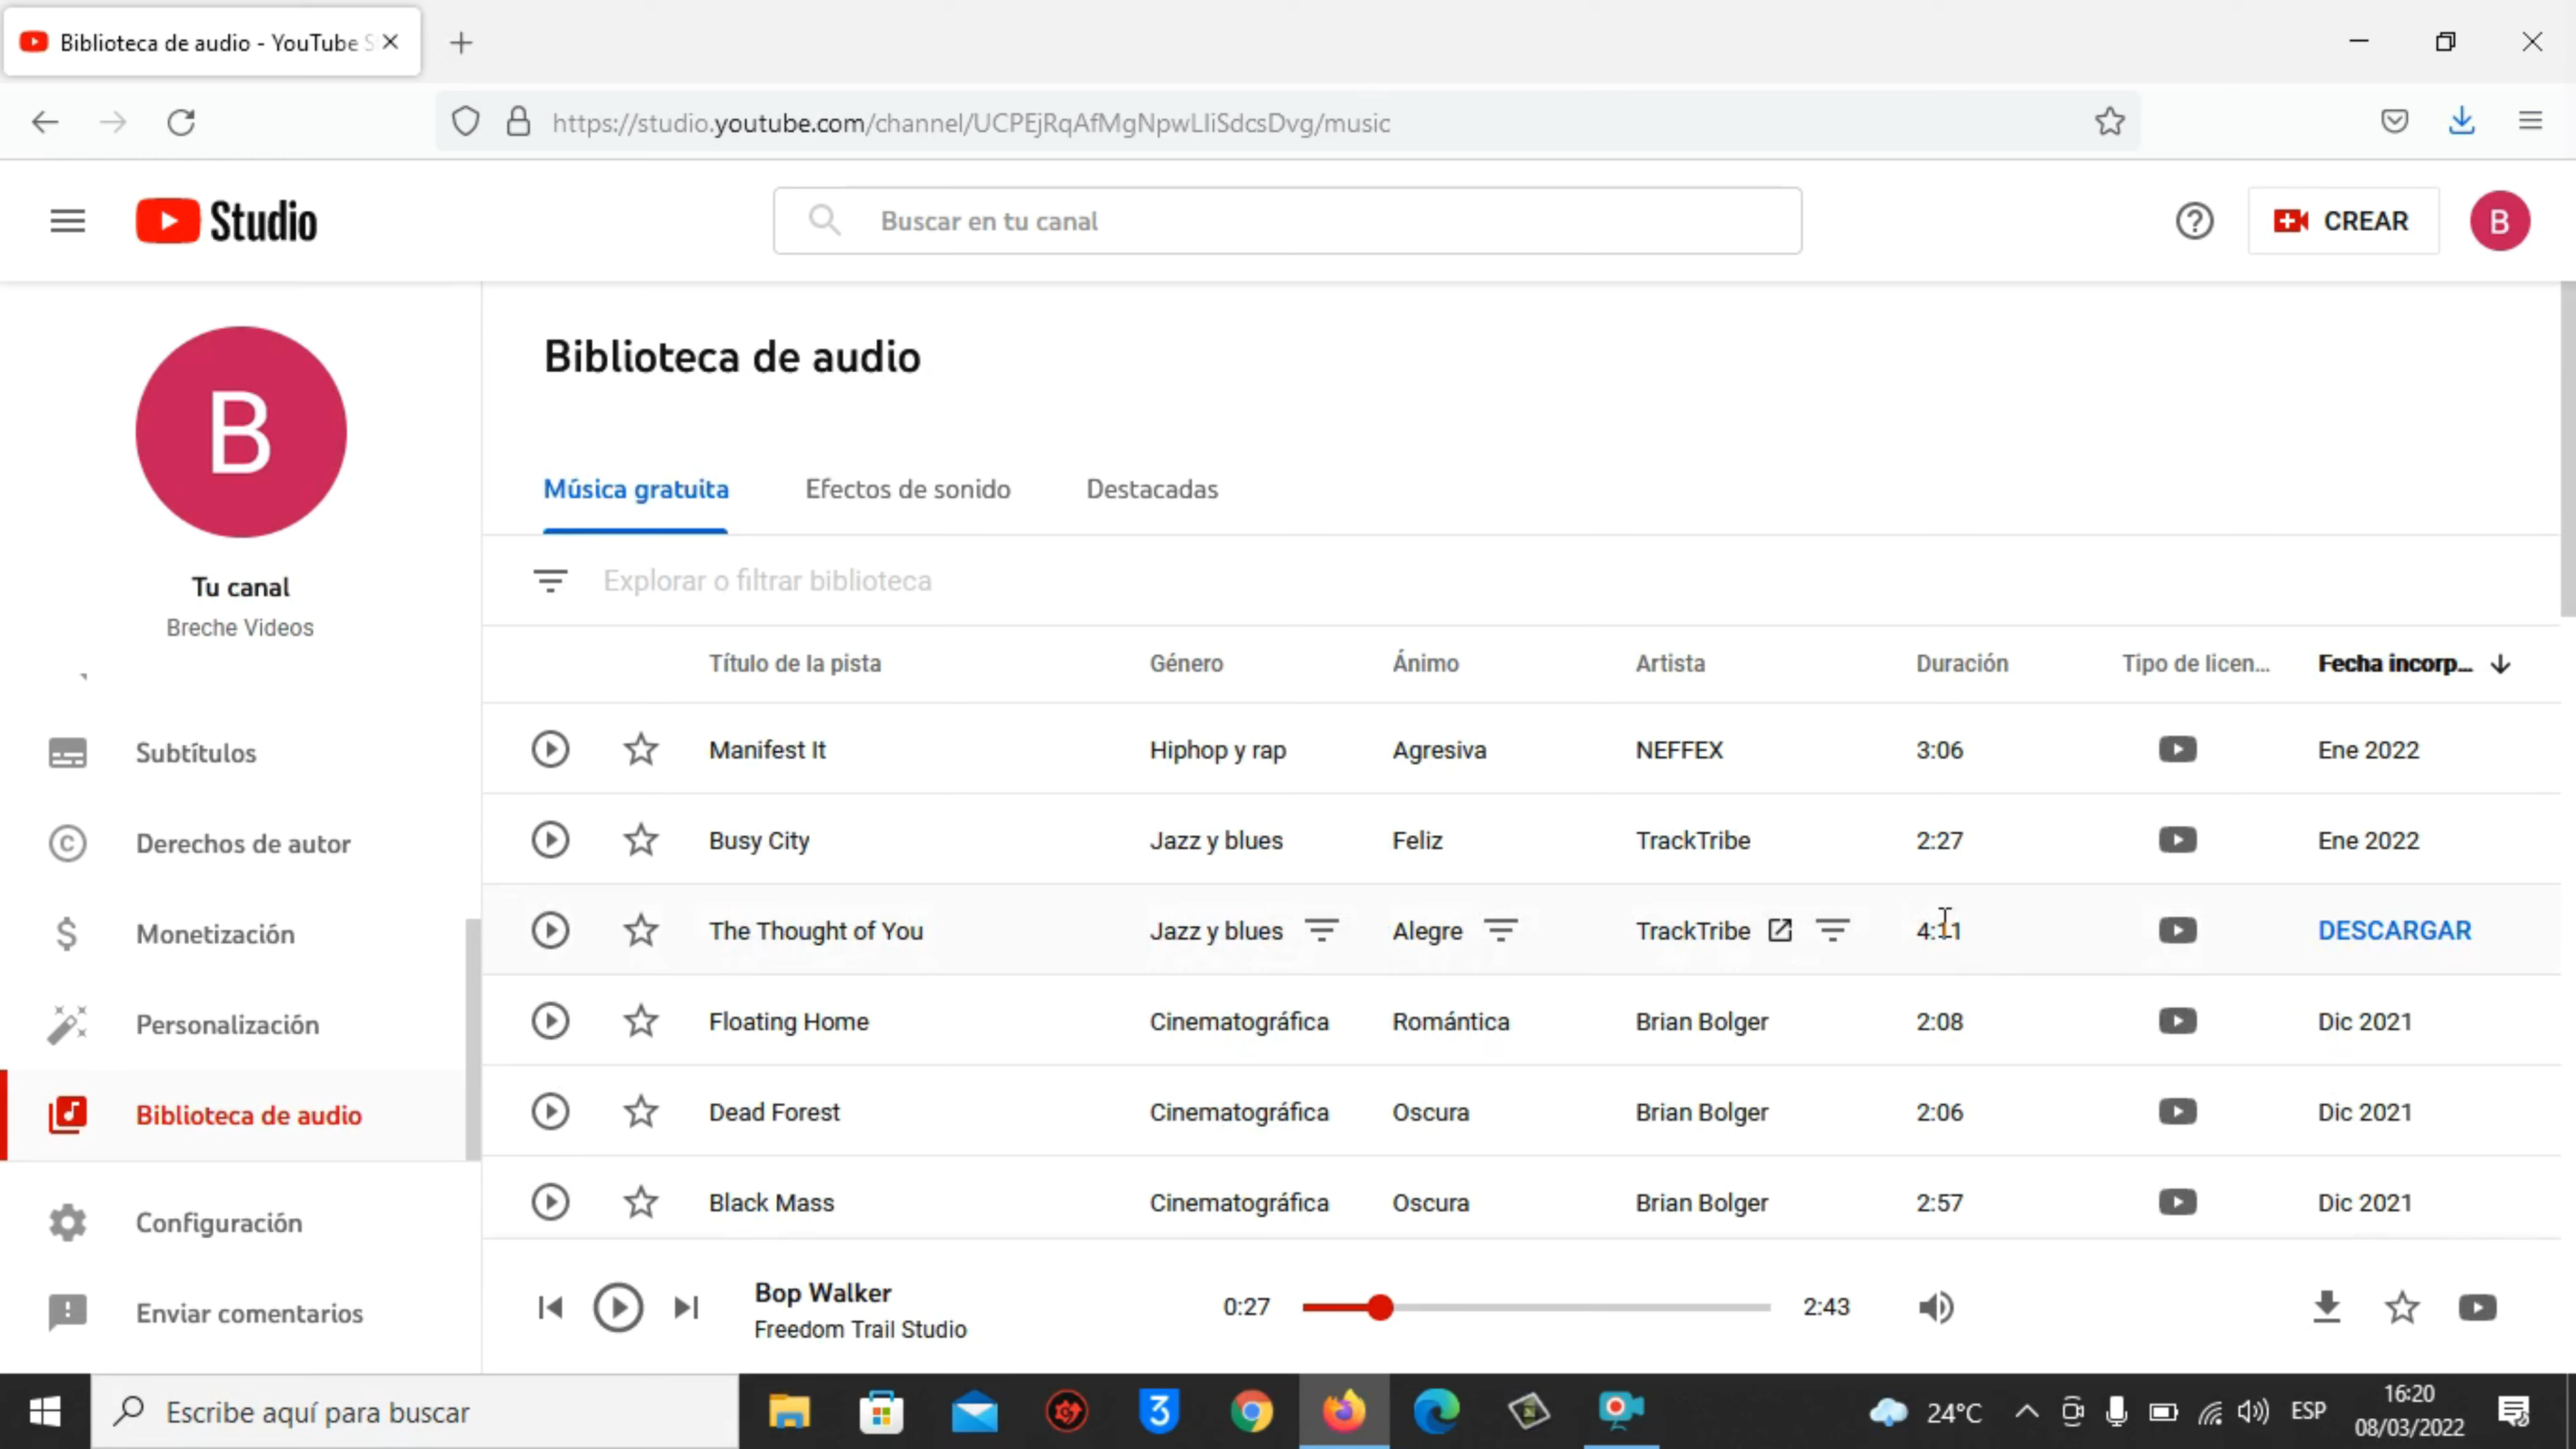 Biblioteca de audio - YouTube S
https://studio.youtube.com/channel/UCPEjRqAfMgNpwLIiSdcsDvg/music
Studio
Buscar en tu canal
CREAR
B
B
Tu canal
Breche Videos
Subtítulos
Derechos de autor
Monetización
Personalización
Biblioteca de audio
Configuración
Enviar comentarios
Biblioteca de audio
Música gratuita Efectos de sonido Destacadas
Explorar o filtrar biblioteca
Título de la pista Género Ánimo Artista Duración Tipo de licen... Fecha incorp...
Manifest It Hiphop y rap Agresiva NEFFEX 3:06 Ene 2022
Busy City Jazz y blues Feliz TrackTribe 2:27 Ene 2022
The Thought of You Jazz y blues Alegre TrackTribe 4:11 DESCARGAR
Floating Home Cinematográfica Romántica Brian Bolger 2:08 Dic 2021
Dead Forest Cinematográfica Oscura Brian Bolger 2:06 Dic 2021
Black Mass Cinematográfica Oscura Brian Bolger 2:57 Dic 2021
Bop Walker
Freedom Trail Studio
0:27 2:43
Escribe aquí para buscar
3
24°C
ESP
16:20
08/03/2022